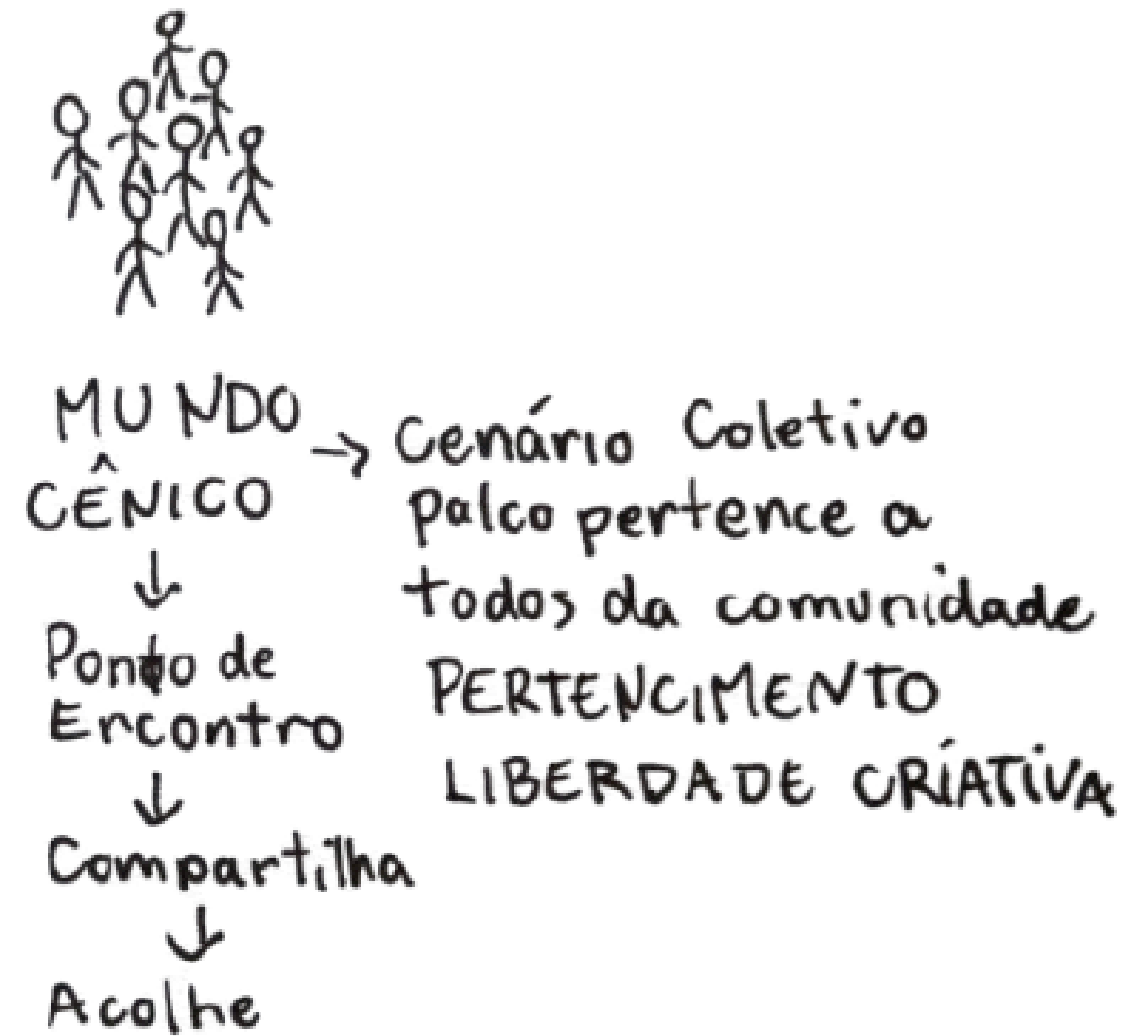 MUNDO
CÊNICO
→ Cenário Coletivo
palco pertence a
todos da comunidade
PERTENCIMENTO
LIBERDADE CRIATIVA
↓
Ponto de
Encontro
↓
Compartilha
↓
Acolhe